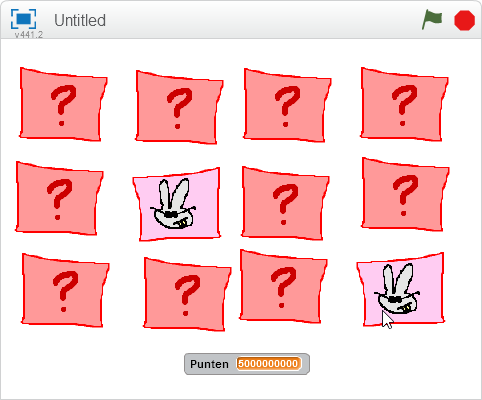 Untitled
v441.2
? ? ? ?
? ? ?
? ? ?
Punten 5000000000